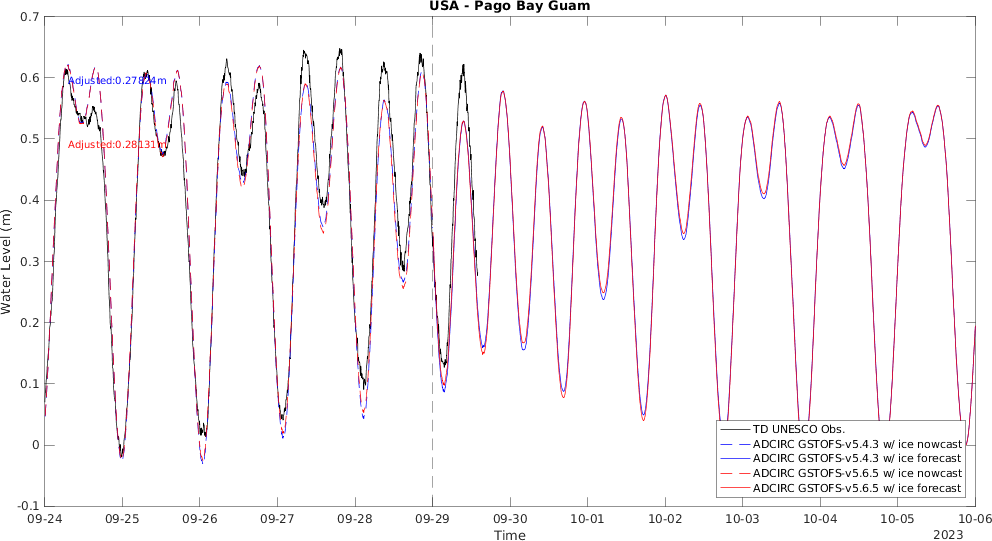 USA - Pago Bay Guam
0.7
0.6
0.5
0.4
0.3
0.2
0.1
0
-0.1
Water Level (m)
Adjusted:0.27824m
Adjusted:0.28131m
TD UNESCO Obs.
ADCIRC GSTOFS-v5.4.3 w/ ice nowcast
ADCIRC GSTOFS-v5.4.3 w/ ice forecast
ADCIRC GSTOFS-v5.6.5 w/ ice nowcast
ADCIRC GSTOFS-v5.6.5 w/ ice forecast
09-24 09-25 09-26 09-27 09-28 09-29 09-30 10-01 10-02 10-03 10-04 10-05 10-06
Time
2023